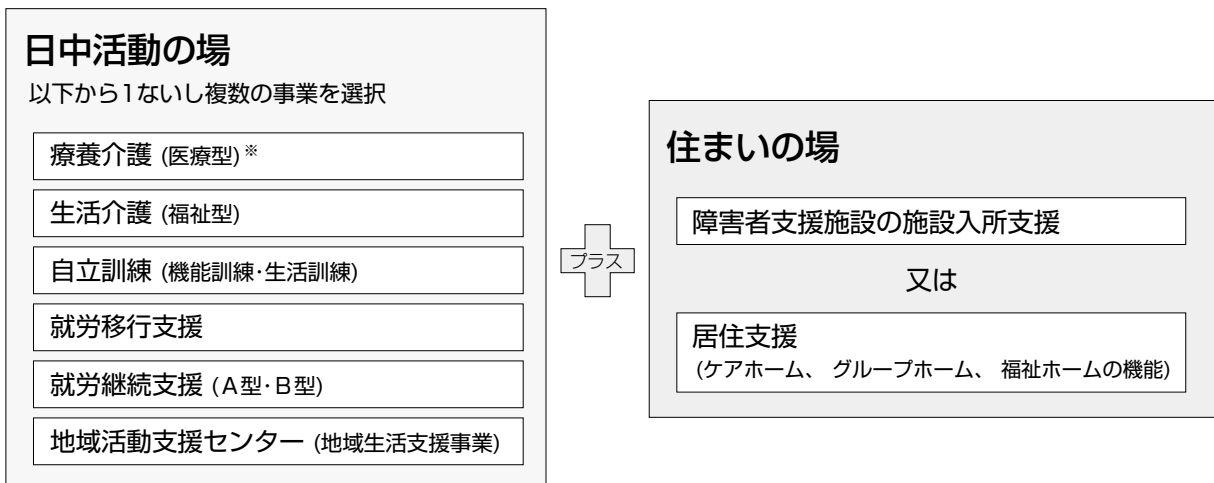 日中活動の場
以下から1ないし複数の事業を選択
療養介護 (医療型)※
生活介護 (福祉型)
自立訓練 (機能訓練・生活訓練)
就労移行支援
就労継続支援 (A型・B型)
地域活動支援センター (地域生活支援事業)
プラス
住まいの場
障害者支援施設の施設入所支援
又は
居住支援
(ケアホーム、グループホーム、福祉ホームの機能)